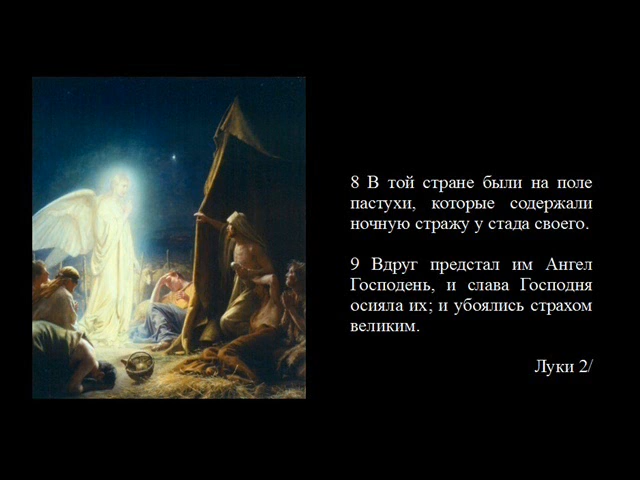 8 В той стране были на поле
пастухи, которые содержали
ночную стражу у стада своего.
9 Вдруг предстал им Ангел
Господень, и слава Господня
осияла их; и убоялись страхом
великим.
Луки 2/